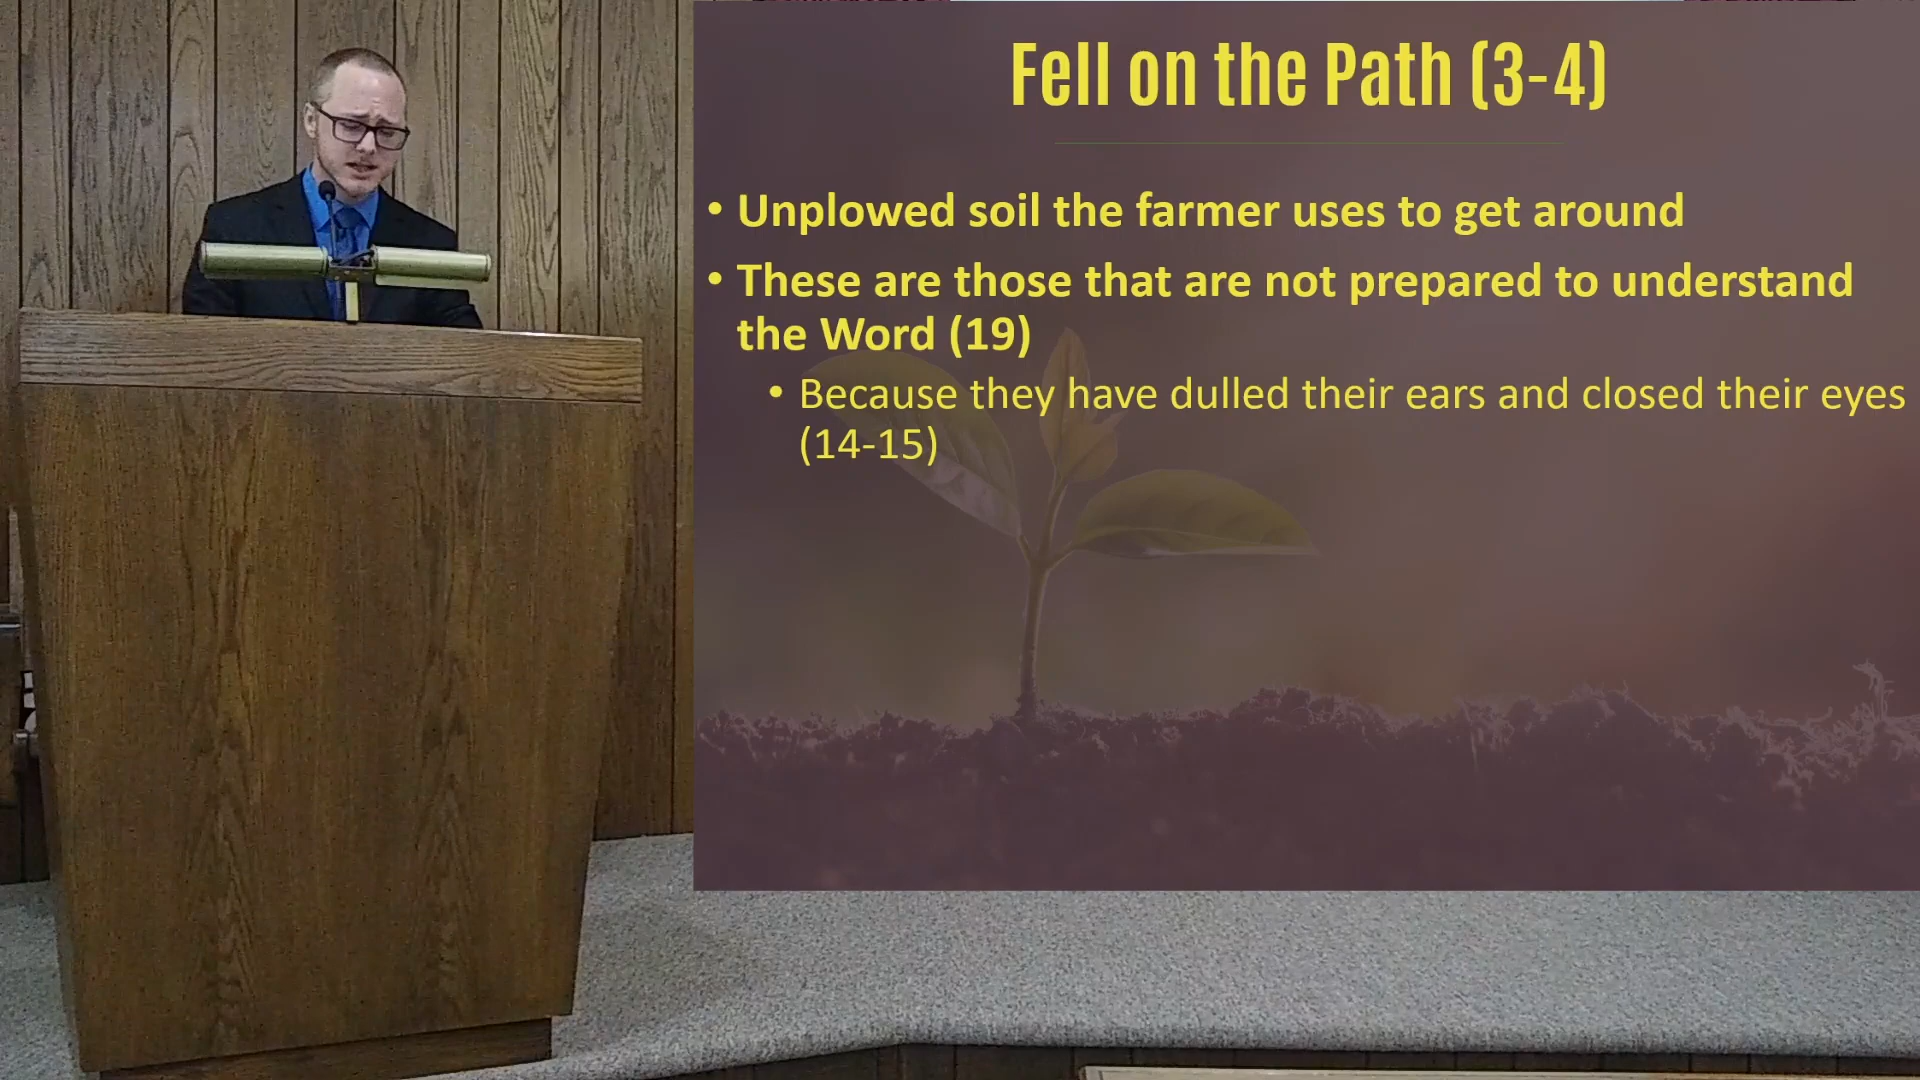 Fell on the Path (3-4)
• Unplowed soil the farmer uses to get around
• These are those that are not prepared to understand
the Word (19)
• Because they have dulled their ears and closed their eyes
(14-15)